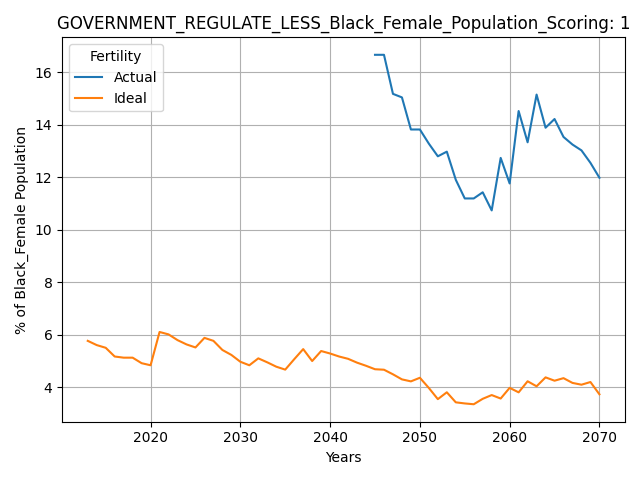 GOVERNMENT_REGULATE_LESS_Black_Female_Population_Scoring: 1
Fertility
Actual
Ideal
% of Black_Female Population
16
14
12
10
8
6
4
2020 2030 2040 2050 2060 2070
Years